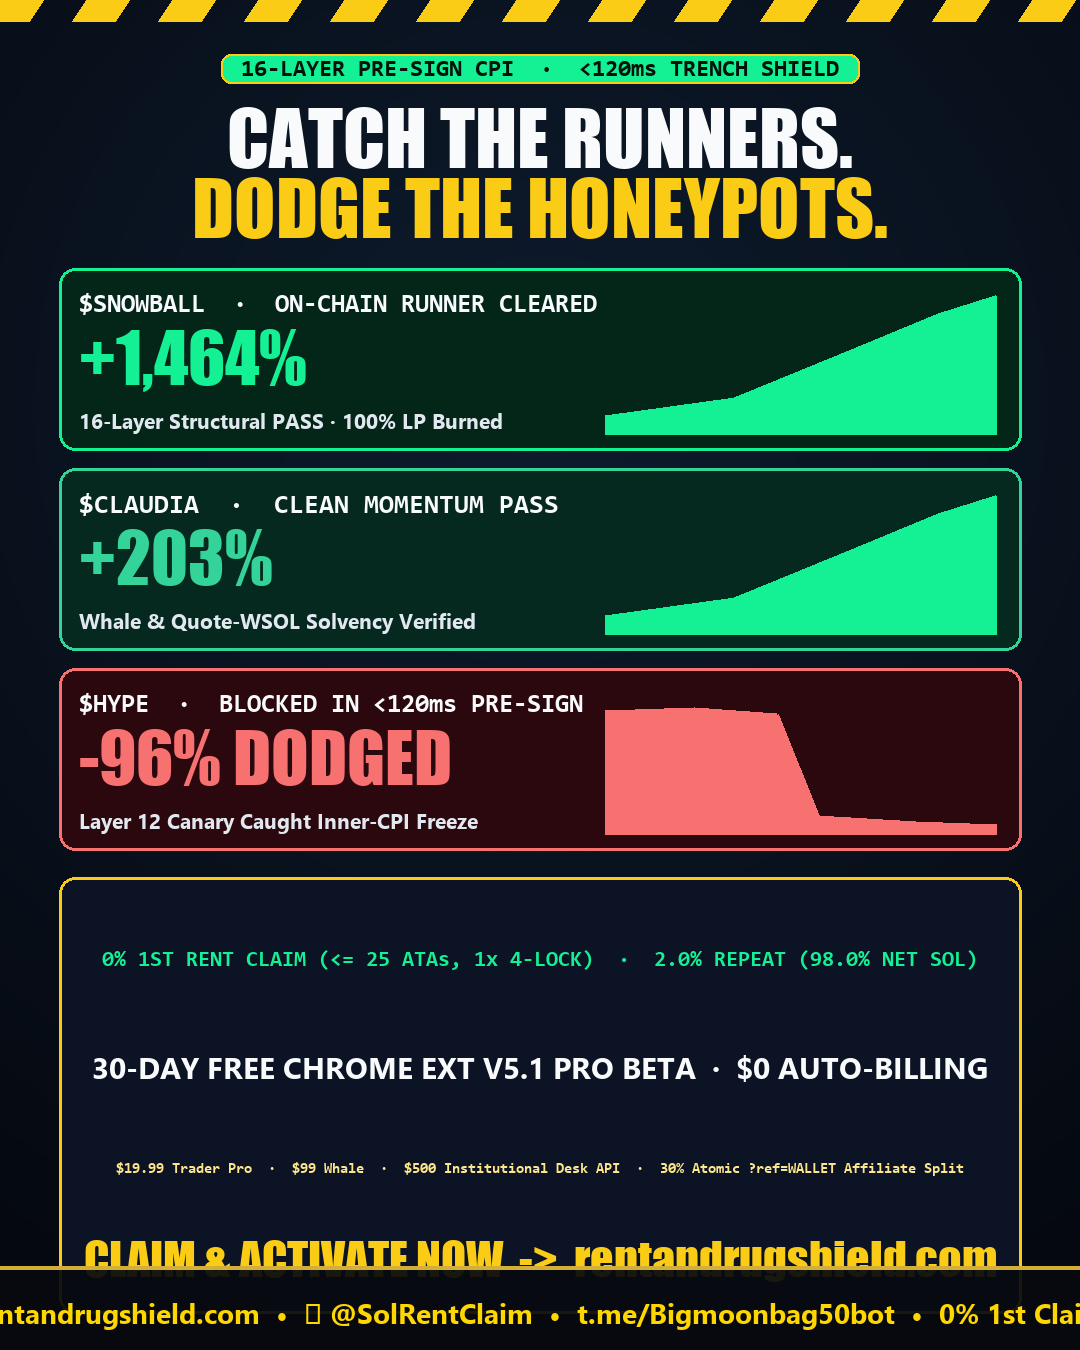 16-LAYER PRE-SIGN CPI · <120ms TRENCH SHIELD
CATCH THE RUNNERS.
DODGE THE HONEYPOTS.
$SNOWBALL · ON-CHAIN RUNNER CLEARED
+1,464%
16-Layer Structural PASS · 100% LP Burned
$CLAUDIA · CLEAN MOMENTUM PASS
+203%
Whale & Quote-WSOL Solvency Verified
$HYPE · BLOCKED IN <120ms PRE-SIGN
-96% DODGED
Layer 12 Canary Caught Inner-CPI Freeze
0% 1ST RENT CLAIM (<= 25 ATAs, 1x 4-LOCK) · 2.0% REPEAT (98.0% NET SOL)
30-DAY FREE CHROME EXT V5.1 PRO BETA · $0 AUTO-BILLING
$19.99 Trader Pro · $99 Whale · $500 Institutional Desk API · 30% Atomic ?ref=WALLET Affiliate Split
CLAIM & ACTIVATE NOW -> rentandrugshield.com
ntandrugshield.com • @SolRentClaim • t.me/Bigmoonbag50bot • 0% 1st Clai